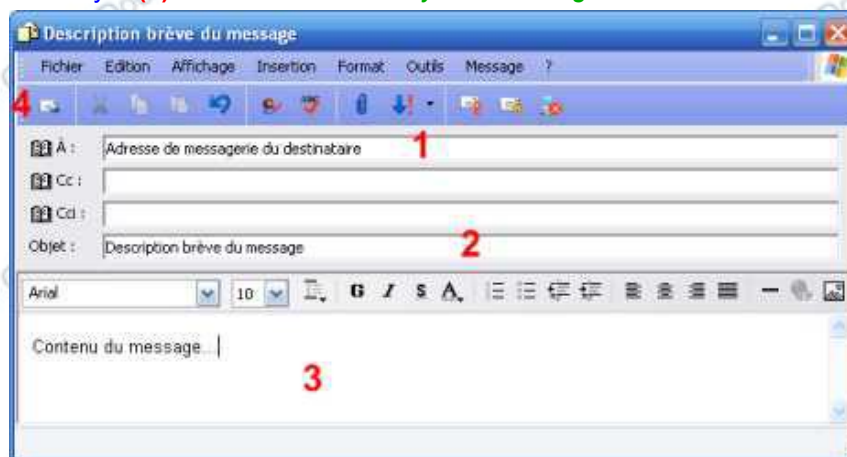 Description brève du message
Fichier Edition Affichage Insertion Format Outils Message ?
4
À : Adresse de messagerie du destinataire 1
Cc :
Cci :
Objet : Description brève du message 2
Arial 10 G I S A
Contenu du message... 3